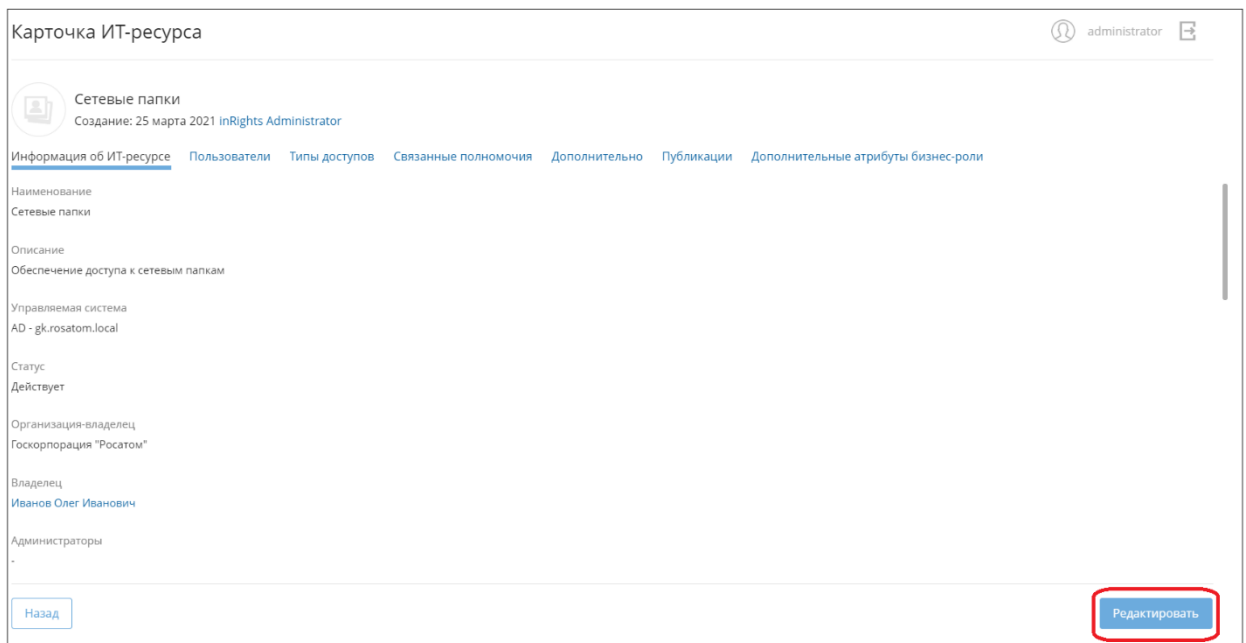 Карточка ИТ-ресурса
administrator
Сетевые папки
Создание: 25 марта 2021 inRights Administrator
Информация об ИТ-ресурсе Пользователи Типы доступов Связанные полномочия Дополнительно Публикации Дополнительные атрибуты бизнес-роли
Наименование
Сетевые папки
Описание
Обеспечение доступа к сетевым папкам
Управляемая система
AD - gk.rosatom.local
Статус
Действует
Организация-владелец
Госкорпорация "Росатом"
Владелец
Иванов Олег Иванович
Администраторы
-
Назад
Редактировать